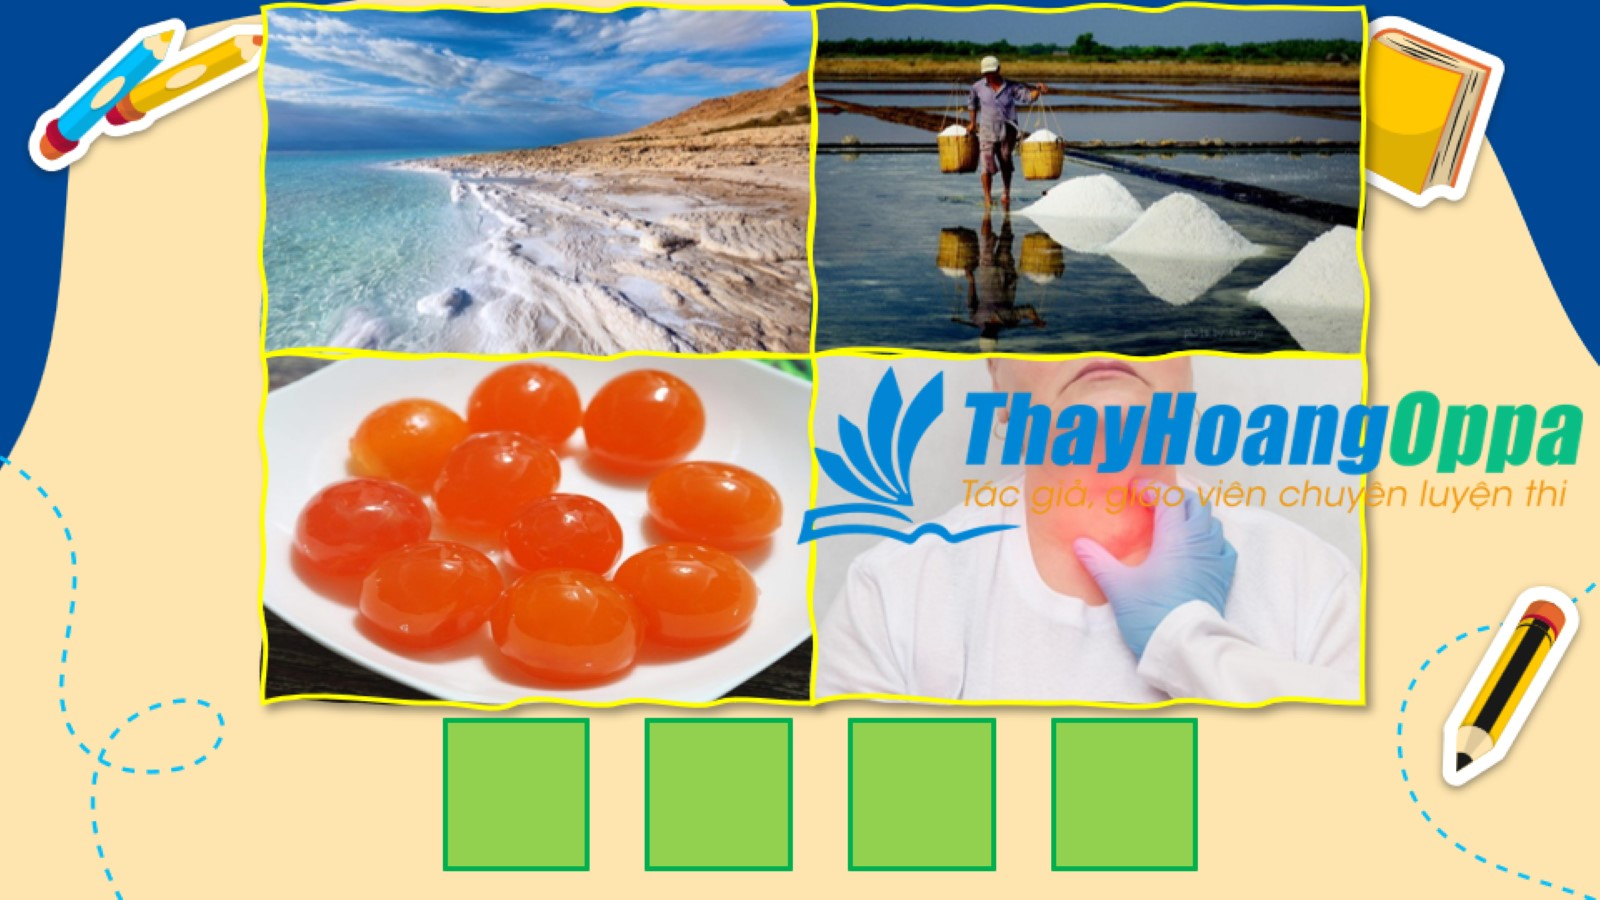 ThayHoangOppa
Tác giả, giáo viên chuyên luyện thi